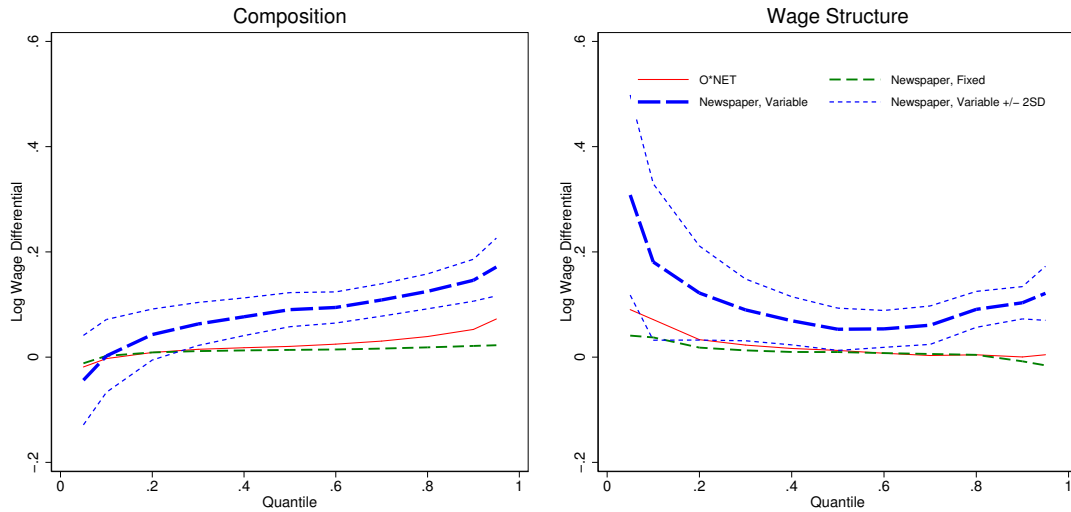 Composition
Log Wage Differential
.6
.4
.2
0
-.2
0
.2
.4
.6
.8
1
Quantile
Wage Structure
O*NET
Newspaper, Fixed
Newspaper, Variable
Newspaper, Variable +/- 2SD
Log Wage Differential
.6
.4
.2
0
-.2
0
.2
.4
.6
.8
1
Quantile